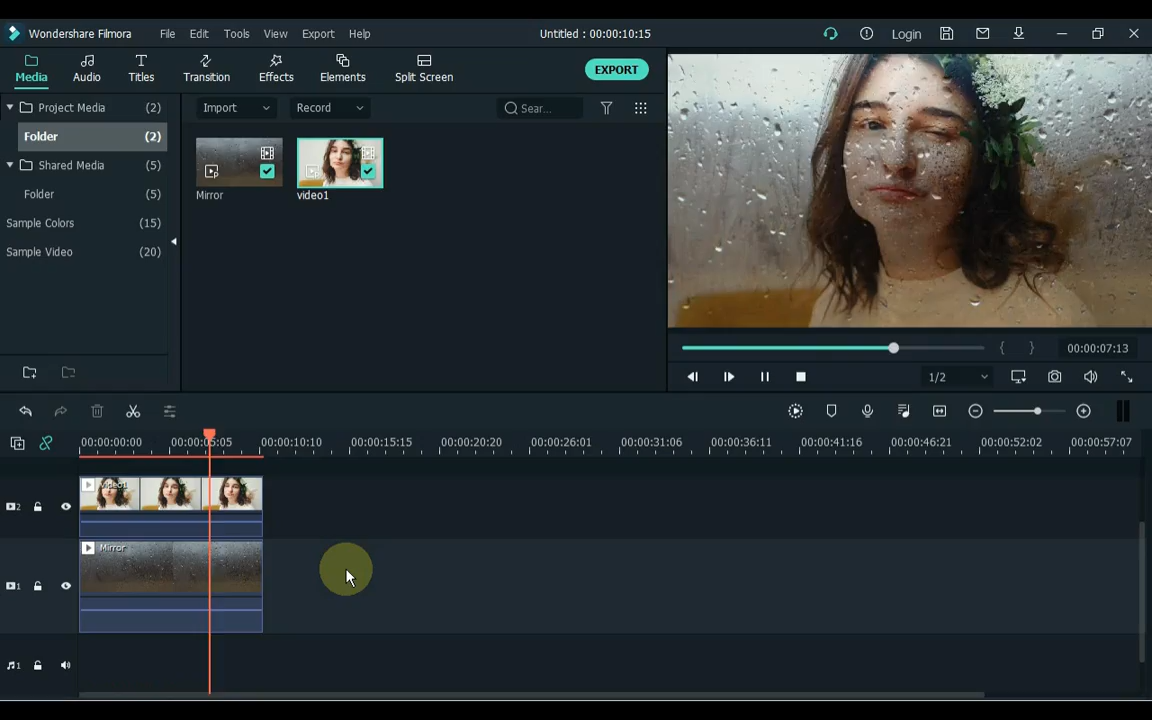 Wondershare Filmora File Edit Tools View Export Help Untitled : 00:00:10:15 Login
Media Audio Titles Transition Effects Elements Split Screen EXPORT
Project Media (2) Import Record Sear...
Folder (2)
Shared Media (5)
Folder (5)
Mirror video1
Sample Colors (15)
Sample Video (20)
{ } 00:00:07:13
1/2
00:00:00:00 00:00:05:05 00:00:10:10 00:00:15:15 00:00:20:20 00:00:26:01 00:00:31:06 00:00:36:11 00:00:41:16 00:00:46:21 00:00:52:02 00:00:57:07
video1
2
Mirror
1
1